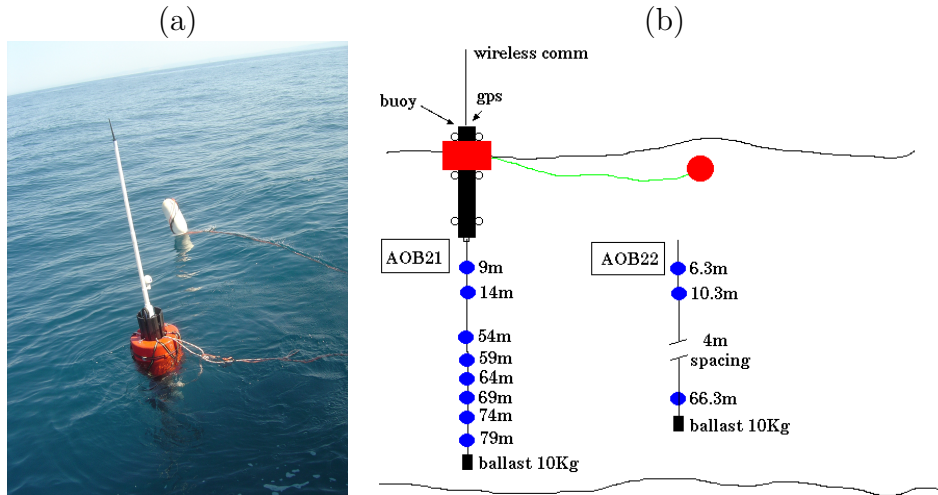 (a)
(b)
wireless comm
gps
buoy
AOB21
9m
14m
54m
59m
64m
69m
74m
79m
ballast 10Kg
AOB22
6.3m
10.3m
4m
spacing
66.3m
ballast 10Kg